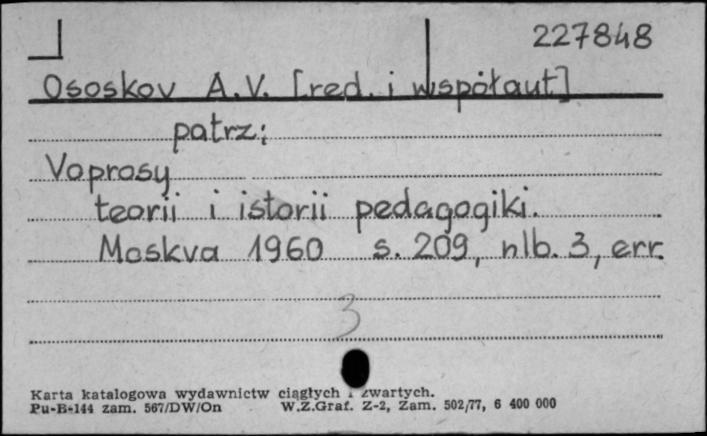 227848
Ososkov A.V. [red. i współaut]
patrz:
Voprosy
teorii i istorii pedagogiki.
Moskva 1960 s. 209, nlb. 3, err.
3
Karta katalogowa wydawnictw ciągłych i zwartych.
Pu-B-144 zam. 567/DW/On W.Z.Graf. Z-2, Zam. 502/77, 6 400 000